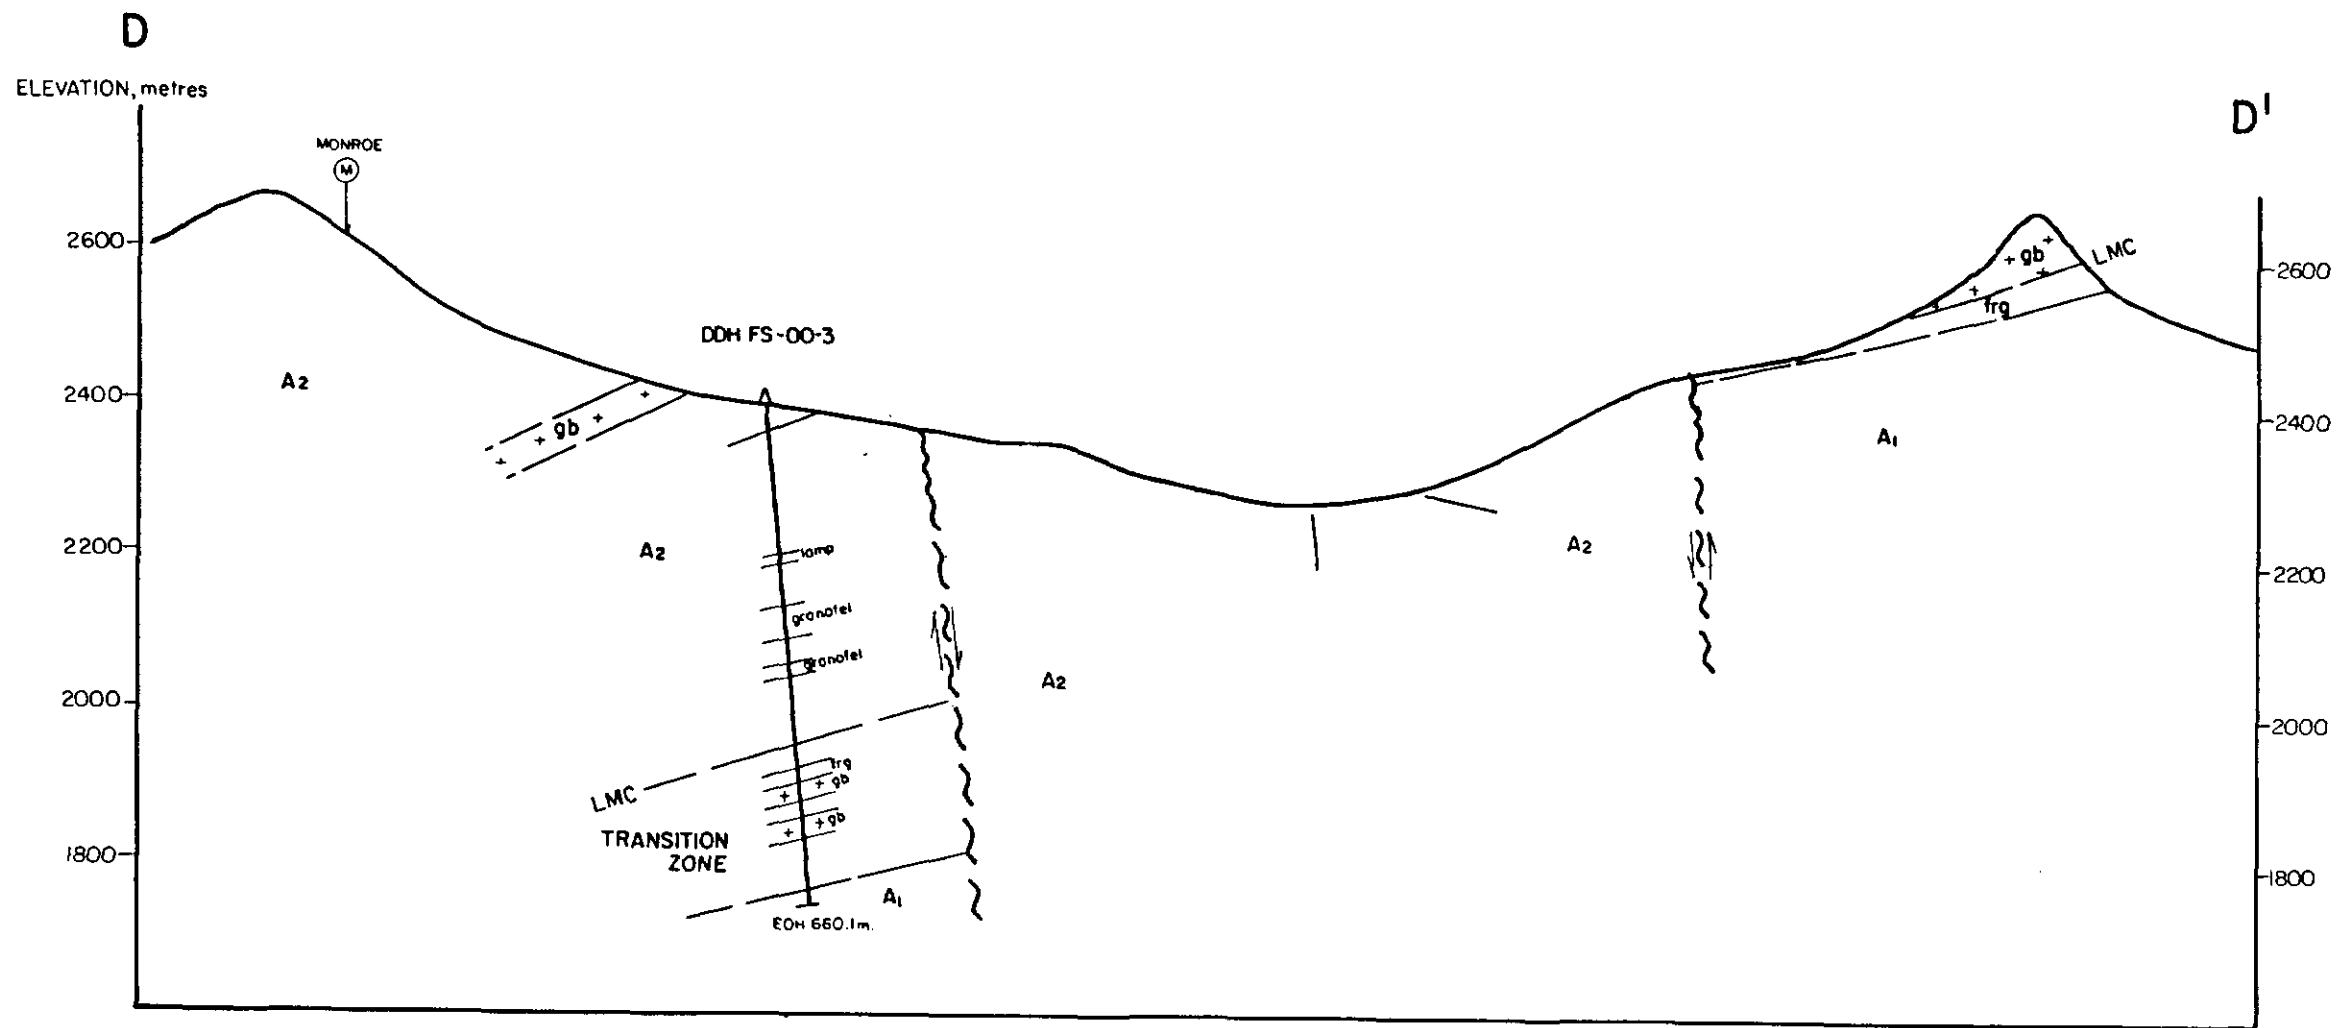 D
ELEVATION, metres
D'
MONROE
M
2600
LMC
gb
2600
frg
DDH FS-00-3
A2
2400
gb
2400
A1
A2
2200
lamp
A2
2200
granofel
granofel
A2
2000
2000
frg
gb
LMC
gb
TRANSITION
ZONE
1800
1800
A1
EOH 660.1m.